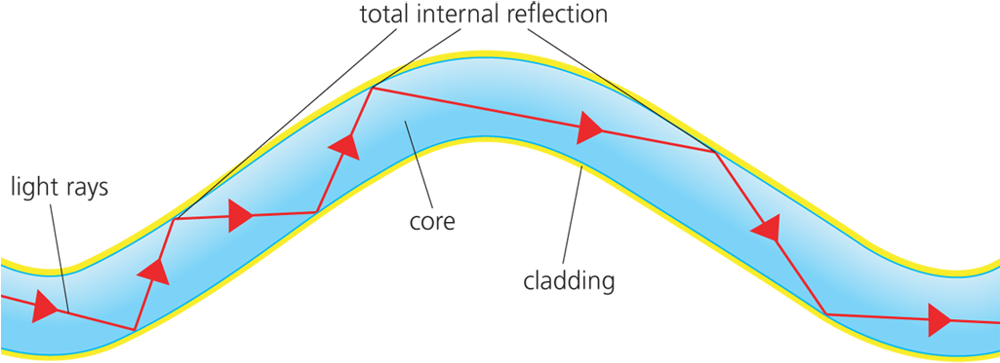 total internal reflection
light rays
core
cladding